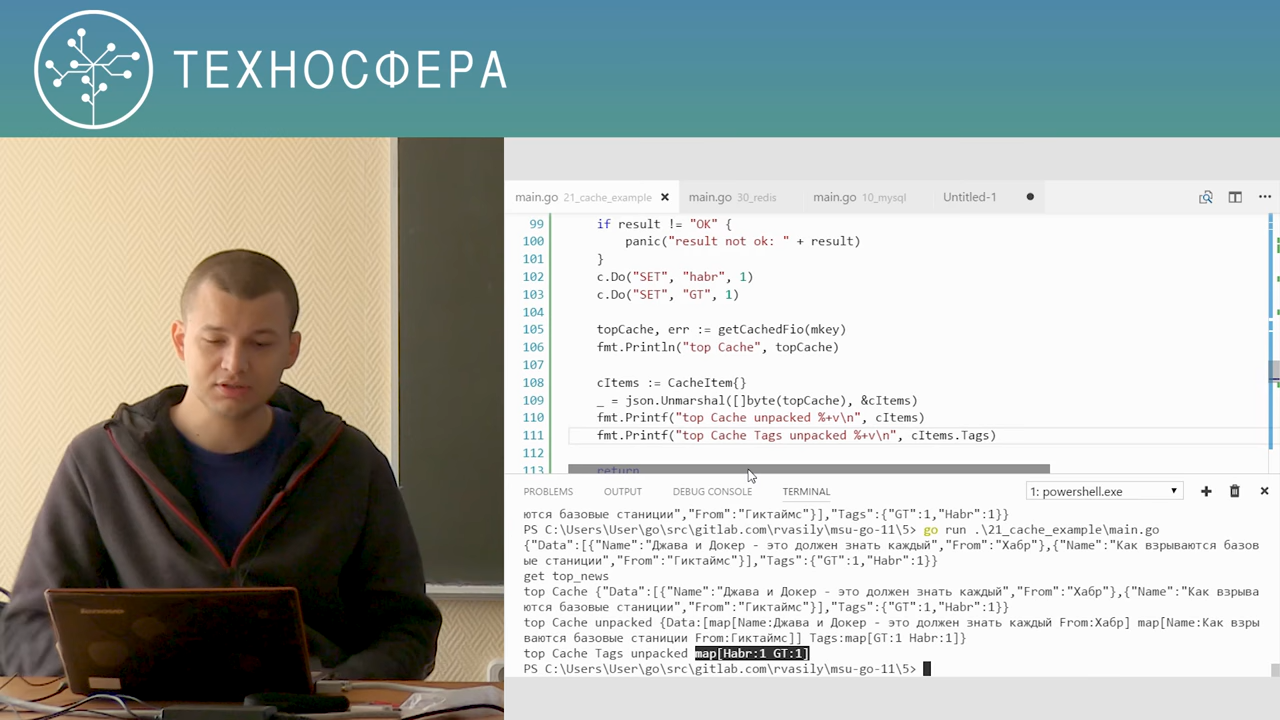 ТЕХНОСФЕРА
main.go 21_cache_example × main.go 30_redis main.go 10_mysql Untitled-1
99 if result != "OK" {
100 panic("result not ok: " + result)
101 }
102 c.Do("SET", "habr", 1)
103 c.Do("SET", "GT", 1)
104
105 topCache, err := getCachedFio(mkey)
106 fmt.Println("top Cache", topCache)
107
108 cItems := CacheItem{}
109 _ = json.Unmarshal([]byte(topCache), &cItems)
110 fmt.Printf("top Cache unpacked %+v\n", cItems)
111 fmt.Printf("top Cache Tags unpacked %+v\n", cItems.Tags)
112
113 return
PROBLEMS OUTPUT DEBUG CONSOLE TERMINAL 1: powershell.exe
ются базовые станции","From":"Гиктаймс"}],"Tags":{"GT":1,"Habr":1}}
PS C:\Users\User\go\src\gitlab.com\rvasily\msu-go-11\5> go run .\21_cache_example\main.go
{"Data":[{"Name":"Джава и Докер - это должен знать каждый","From":"Хабр"},{"Name":"Как взрываются базов
ые станции","From":"Гиктаймс"}],"Tags":{"GT":1,"Habr":1}}
get top_news
top Cache {"Data":[{"Name":"Джава и Докер - это должен знать каждый","From":"Хабр"},{"Name":"Как взрыва
ются базовые станции","From":"Гиктаймс"}],"Tags":{"GT":1,"Habr":1}}
top Cache unpacked {Data:[map[Name:Джава и Докер - это должен знать каждый From:Хабр] map[Name:Как взры
ваются базовые станции From:Гиктаймс]] Tags:map[GT:1 Habr:1]}
top Cache Tags unpacked map[Habr:1 GT:1]
PS C:\Users\User\go\src\gitlab.com\rvasily\msu-go-11\5>